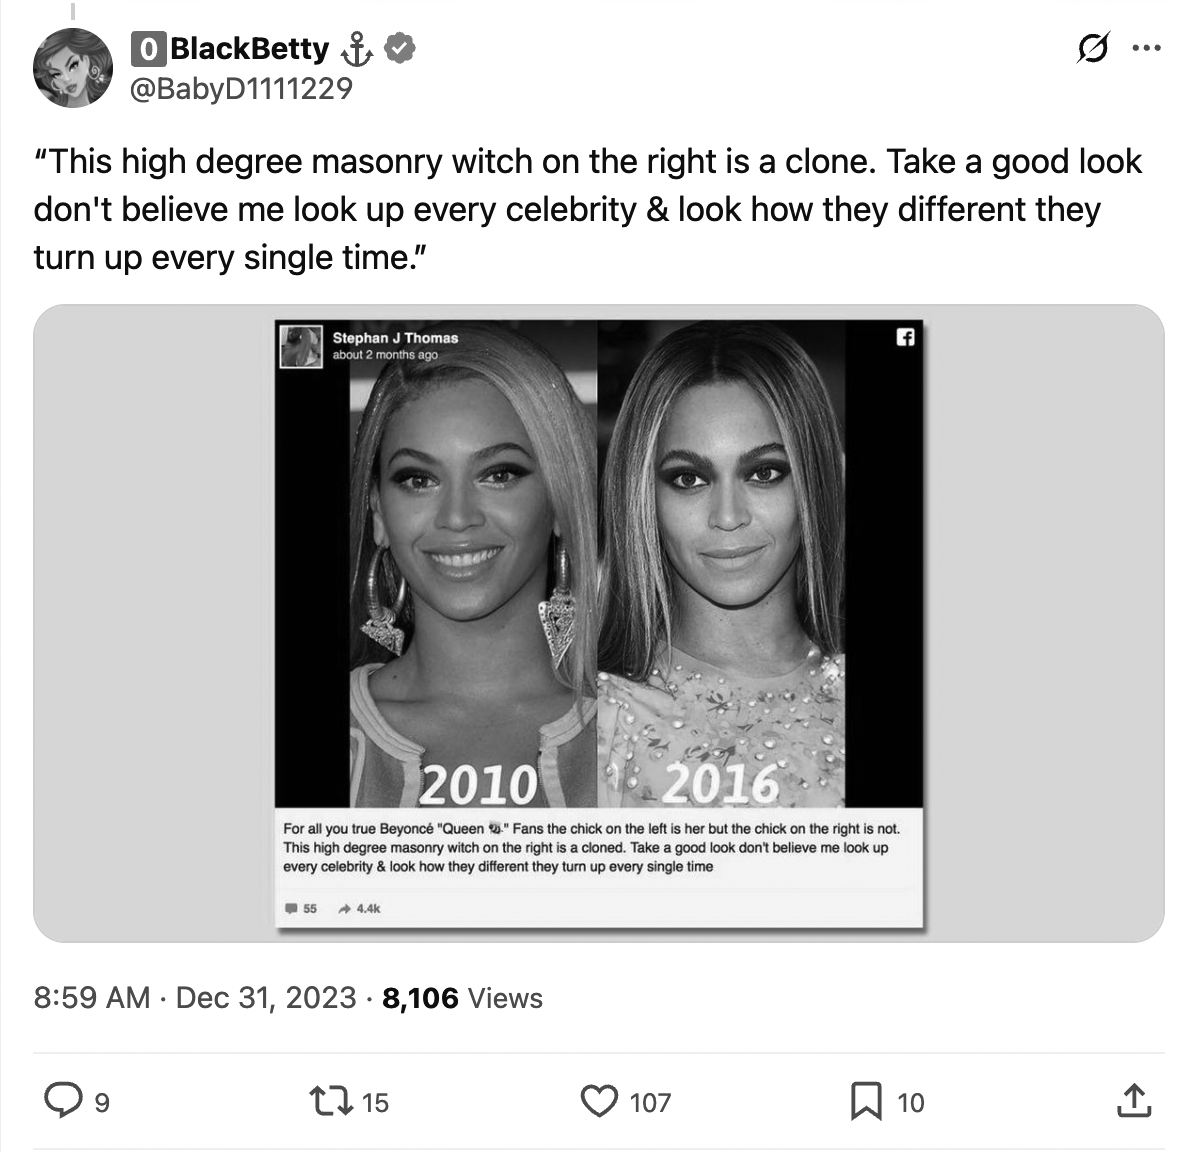 0 BlackBetty
@BabyD1111229
“This high degree masonry witch on the right is a clone. Take a good look
don't believe me look up every celebrity & look how they different they
turn up every single time.”
Stephan J Thomas
about 2 months ago
f
2010
2016
For all you true Beyoncé "Queen 🐝" Fans the chick on the left is her but the chick on the right is not.
This high degree masonry witch on the right is a cloned. Take a good look don't believe me look up
every celebrity & look how they different they turn up every single time
55 4.4k
8:59 AM · Dec 31, 2023 · 8,106 Views
9 15 107 10